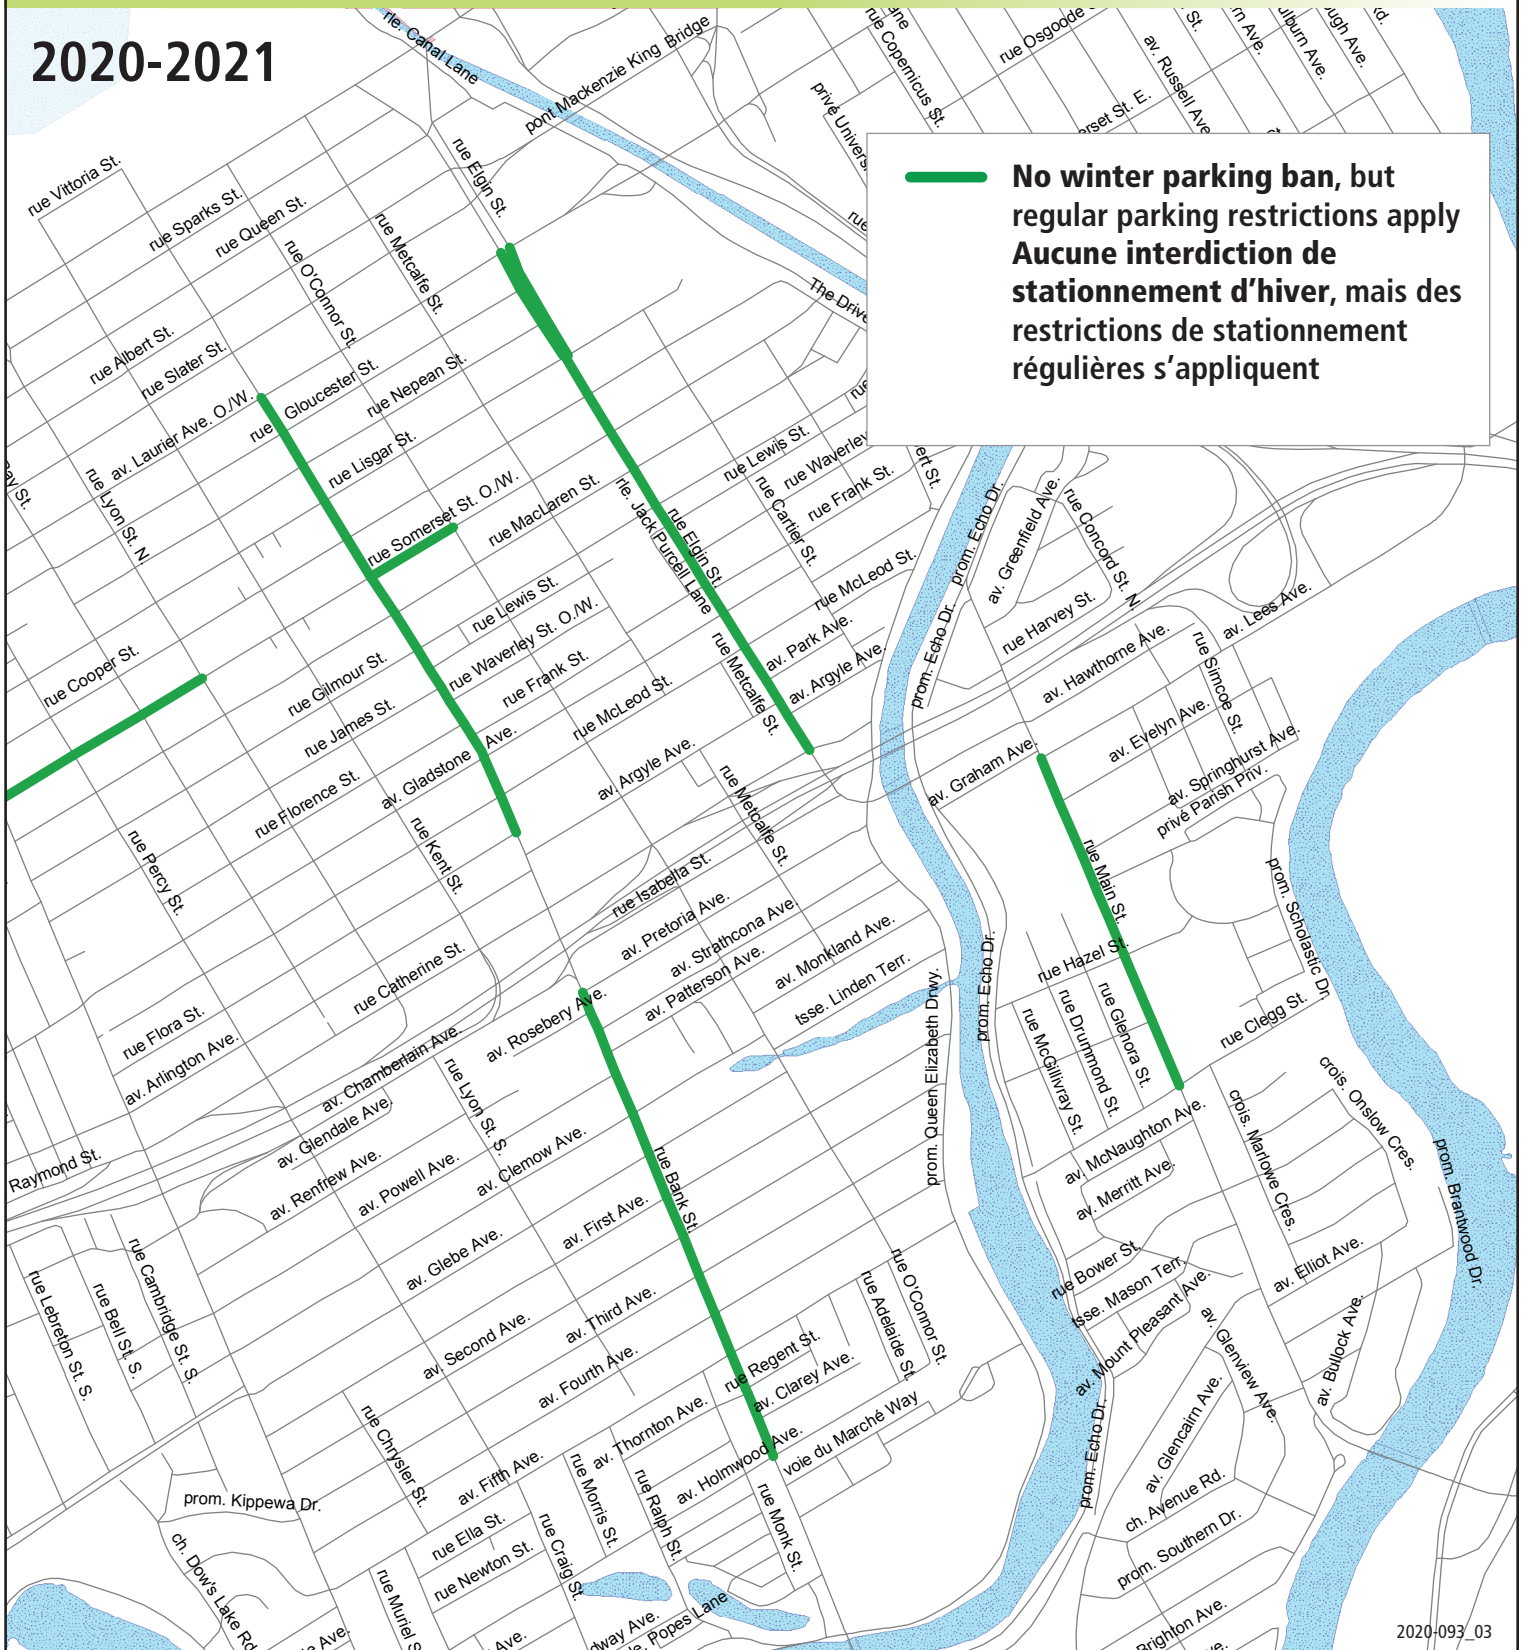 2020-2021
No winter parking ban, but
regular parking restrictions apply
Aucune interdiction de
stationnement d’hiver, mais des
restrictions de stationnement
régulières s’appliquent
rle. Canal Lane
pont Mackenzie King Bridge
rue Copernicus St.
rue Osgoode
av. Russell Ave.
rue Vittoria St.
rue Sparks St.
rue Queen St.
rue O'Connor St.
rue Metcalfe St.
rue Elgin St.
rue Albert St.
rue Slater St.
av. Laurier Ave. O./W.
rue Gloucester St.
rue Nepean St.
rue Lisgar St.
rue Somerset St. O./W.
rue MacLaren St.
rue Lyon St. N.
rue Cooper St.
rue Gilmour St.
rue James St.
rue Florence St.
av. Gladstone Ave.
rue Lewis St.
rue Waverley St. O./W.
rue Frank St.
rue McLeod St.
av. Argyle Ave.
rle. Jack Purcell Lane
rue Elgin St.
rue Metcalfe St.
rue Lewis St.
rue Waverley
rue Frank St.
rue Cartier St.
rue McLeod St.
av. Park Ave.
av. Argyle Ave.
The Drive
prom. Echo Dr.
prom. Echo Dr.
av. Greenfield Ave.
rue Concord St. N.
rue Harvey St.
av. Lees Ave.
av. Hawthorne Ave.
rue Simcoe St.
av. Evelyn Ave.
av. Springhurst Ave.
privé Parish Priv.
av. Graham Ave.
rue Main St.
prom. Scholastic Dr.
rue Hazel St.
rue Clegg St.
rue Glenora St.
rue Drummond St.
rue McGillivray St.
av. McNaughton Ave.
av. Merritt Ave.
crois. Marlowe Cres.
crois. Onslow Cres.
prom. Brantwood Dr.
rue Bower St.
tsse. Mason Terr.
av. Mount Pleasant Ave.
av. Elliot Ave.
av. Glenview Ave.
av. Bullock Ave.
av. Glencairn Ave.
ch. Avenue Rd.
prom. Southern Dr.
prom. Echo Dr.
prom. Echo Dr.
prom. Queen Elizabeth Drwy.
rue Percy St.
rue Kent St.
rue Metcalfe St.
rue Isabella St.
av. Pretoria Ave.
av. Strathcona Ave.
av. Patterson Ave.
av. Monkland Ave.
tsse. Linden Terr.
rue Catherine St.
rue Flora St.
av. Arlington Ave.
av. Rosebery Ave.
av. Chamberlain Ave.
av. Glendale Ave.
rue Lyon St. S.
Raymond St.
av. Renfrew Ave.
av. Powell Ave.
av. Clemow Ave.
rue Bank St.
av. First Ave.
av. Glebe Ave.
av. Second Ave.
av. Third Ave.
av. Fourth Ave.
rue Cambridge St. S.
rue Bell St. S.
rue Lebreton St. S.
rue O'Connor St.
rue Adelaide St.
rue Regent St.
av. Clarey Ave.
av. Thornton Ave.
av. Holmwood Ave.
voie du Marché Way
rue Chrysler St.
av. Fifth Ave.
rue Morris St.
rue Ralph St.
rue Monk St.
rue Craig St.
rue Ella St.
rue Newton St.
prom. Kippewa Dr.
ch. Dow's Lake Rd.
rue Muriel S
Popes Lane
Brighton Ave.
2020-093_03